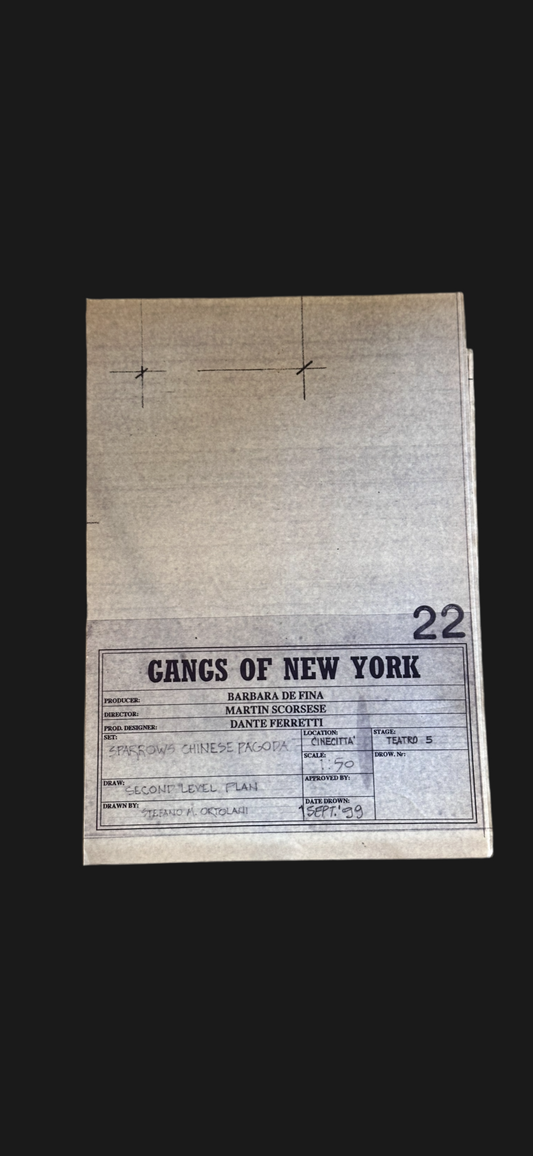 22
GANGS OF NEW YORK
PRODUCER: BARBARA DE FINA
DIRECTOR: MARTIN SCORSESE
PROD. DESIGNER: DANTE FERRETTI
SET: SPARROWS CHINESE PAGODA
LOCATION: CINECITTA'
STAGE: TEATRO 5
SCALE: 1:50
DROW. Nr:
DRAW: SECOND LEVEL PLAN
APPROVED BY:
DRAWN BY: STEFANO M. ORTOLANI
DATE DROWN: 1 SEPT. '99